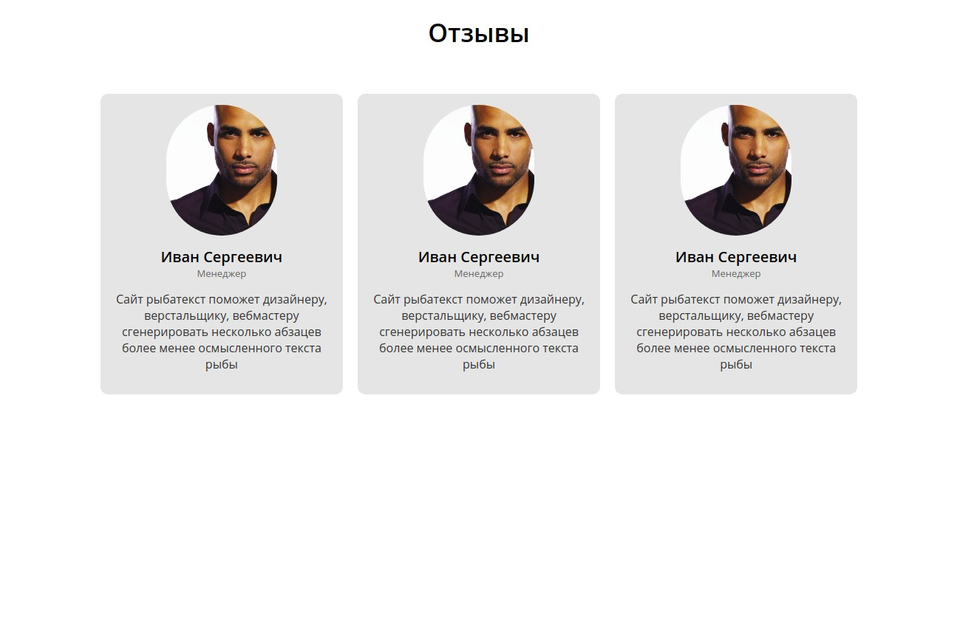 Отзывы
Иван Сергеевич
Менеджер
Сайт рыбатекст поможет дизайнеру,
верстальщику, вебмастеру
сгенерировать несколько абзацев
более менее осмысленного текста
рыбы
Иван Сергеевич
Менеджер
Сайт рыбатекст поможет дизайнеру,
верстальщику, вебмастеру
сгенерировать несколько абзацев
более менее осмысленного текста
рыбы
Иван Сергеевич
Менеджер
Сайт рыбатекст поможет дизайнеру,
верстальщику, вебмастеру
сгенерировать несколько абзацев
более менее осмысленного текста
рыбы